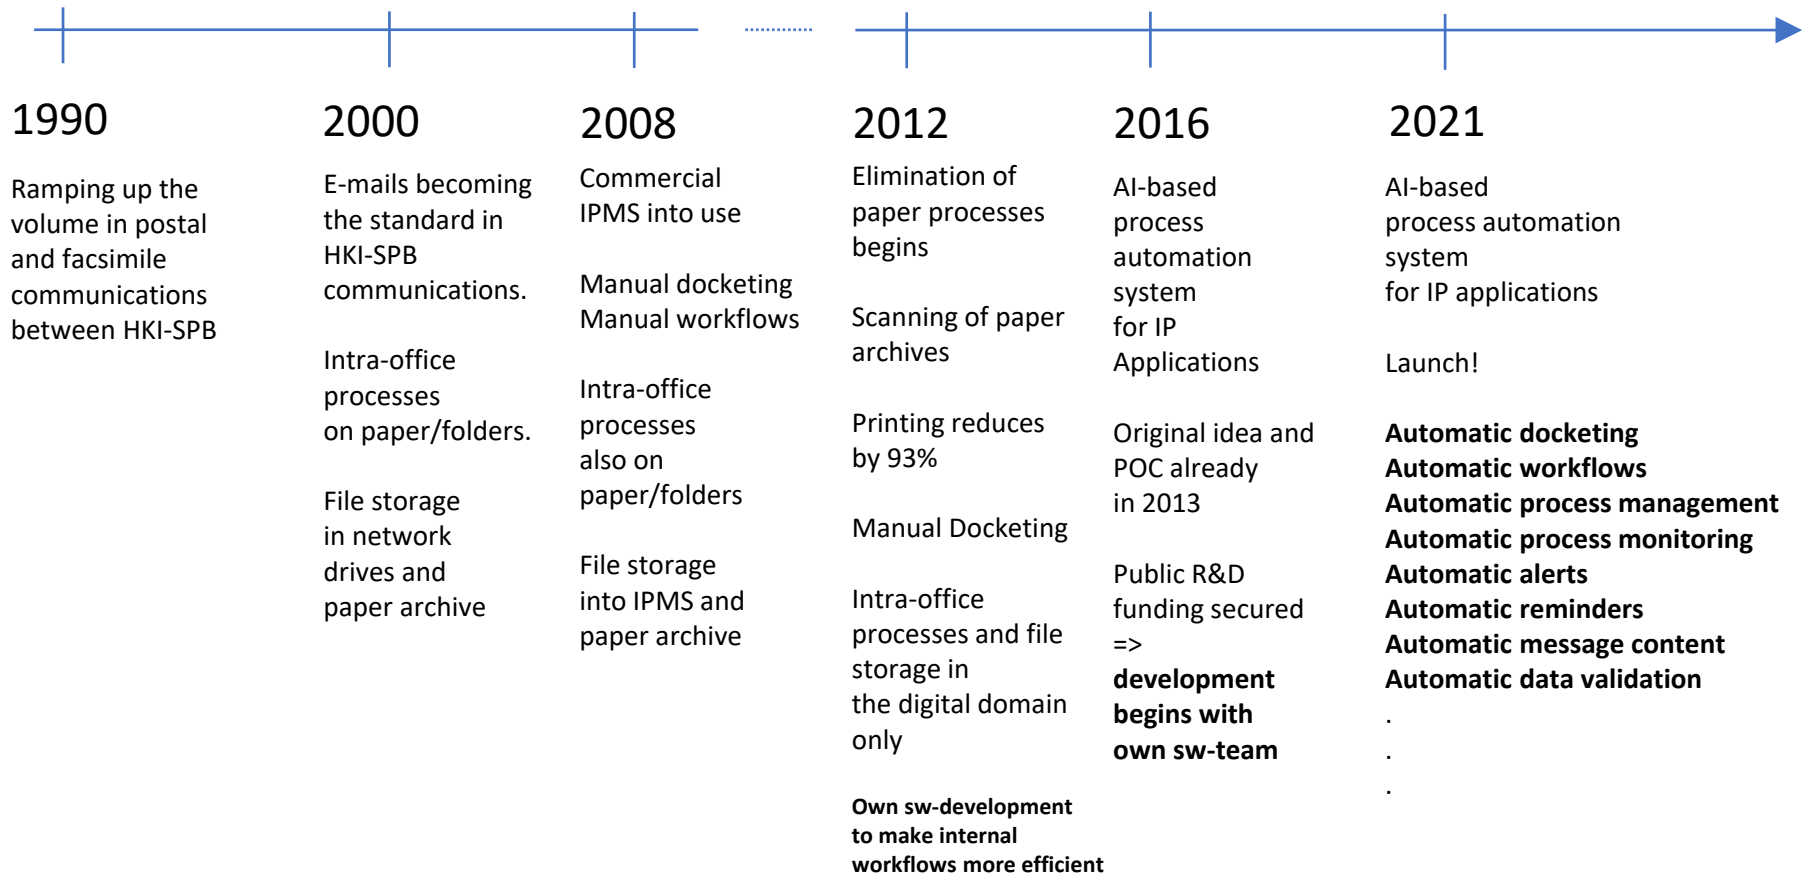 1990
Ramping up the
volume in postal
and facsimile
communications
between HKI-SPB
2000
E-mails becoming
the standard in
HKI-SPB
communications.
Intra-office
processes
on paper/folders.
File storage
in network
drives and
paper archive
2008
Commercial
IPMS into use
Manual docketing
Manual workflows
Intra-office
processes
also on
paper/folders
File storage
into IPMS and
paper archive
2012
Elimination of
paper processes
begins
Scanning of paper
archives
Printing reduces
by 93%
Manual Docketing
Intra-office
processes and file
storage in
the digital domain
only
Own sw-development
to make internal
workflows more efficient
2016
AI-based
process
automation
system
for IP
Applications
Original idea and
POC already
in 2013
Public R&D
funding secured
=>
development
begins with
own sw-team
2021
AI-based
process automation
system
for IP applications
Launch!
Automatic docketing
Automatic workflows
Automatic process management
Automatic process monitoring
Automatic alerts
Automatic reminders
Automatic message content
Automatic data validation
.
.
.